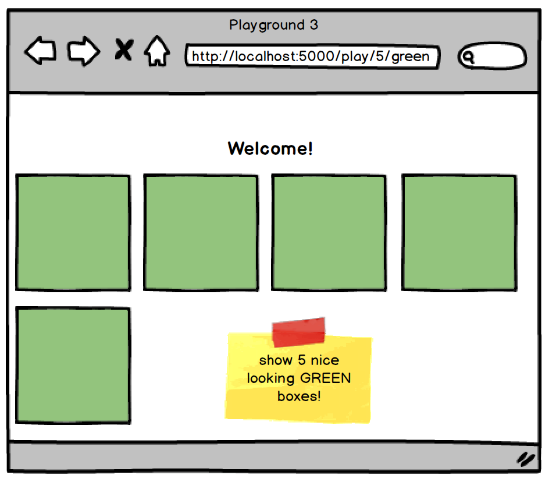 Playground 3
http://localhost:5000/play/5/green
Welcome!
show 5 nice
looking GREEN
boxes!